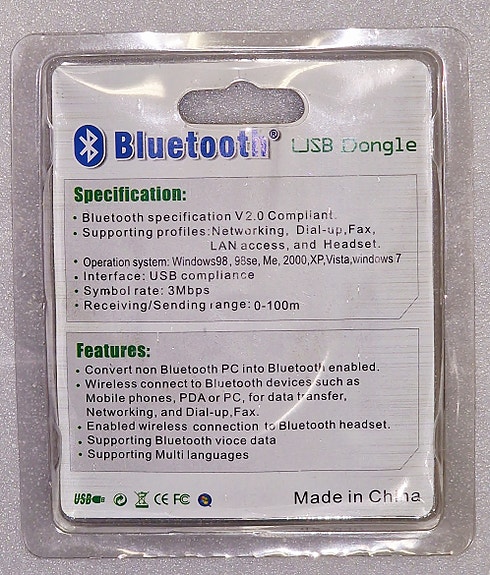 Bluetooth® USB Dongle
Specification:
• Bluetooth specification V2.0 Compliant.
• Supporting profiles:Networking, Dial-up,Fax,
LAN access, and Headset.
• Operation system: Windows98, 98se, Me, 2000,XP,Vista,windows 7
• Interface: USB compliance
• Symbol rate: 3Mbps
• Receiving/Sending range: 0-100m
Features:
• Convert non Bluetooth PC into Bluetooth enabled.
• Wireless connect to Bluetooth devices such as
Mobile phones, PDA or PC, for data transfer,
Networking, and Dial-up,Fax.
• Enabled wireless connection to Bluetooth headset.
• Supporting Bluetooth vioce data
• Supporting Multi languages
USB CE FC Made in China